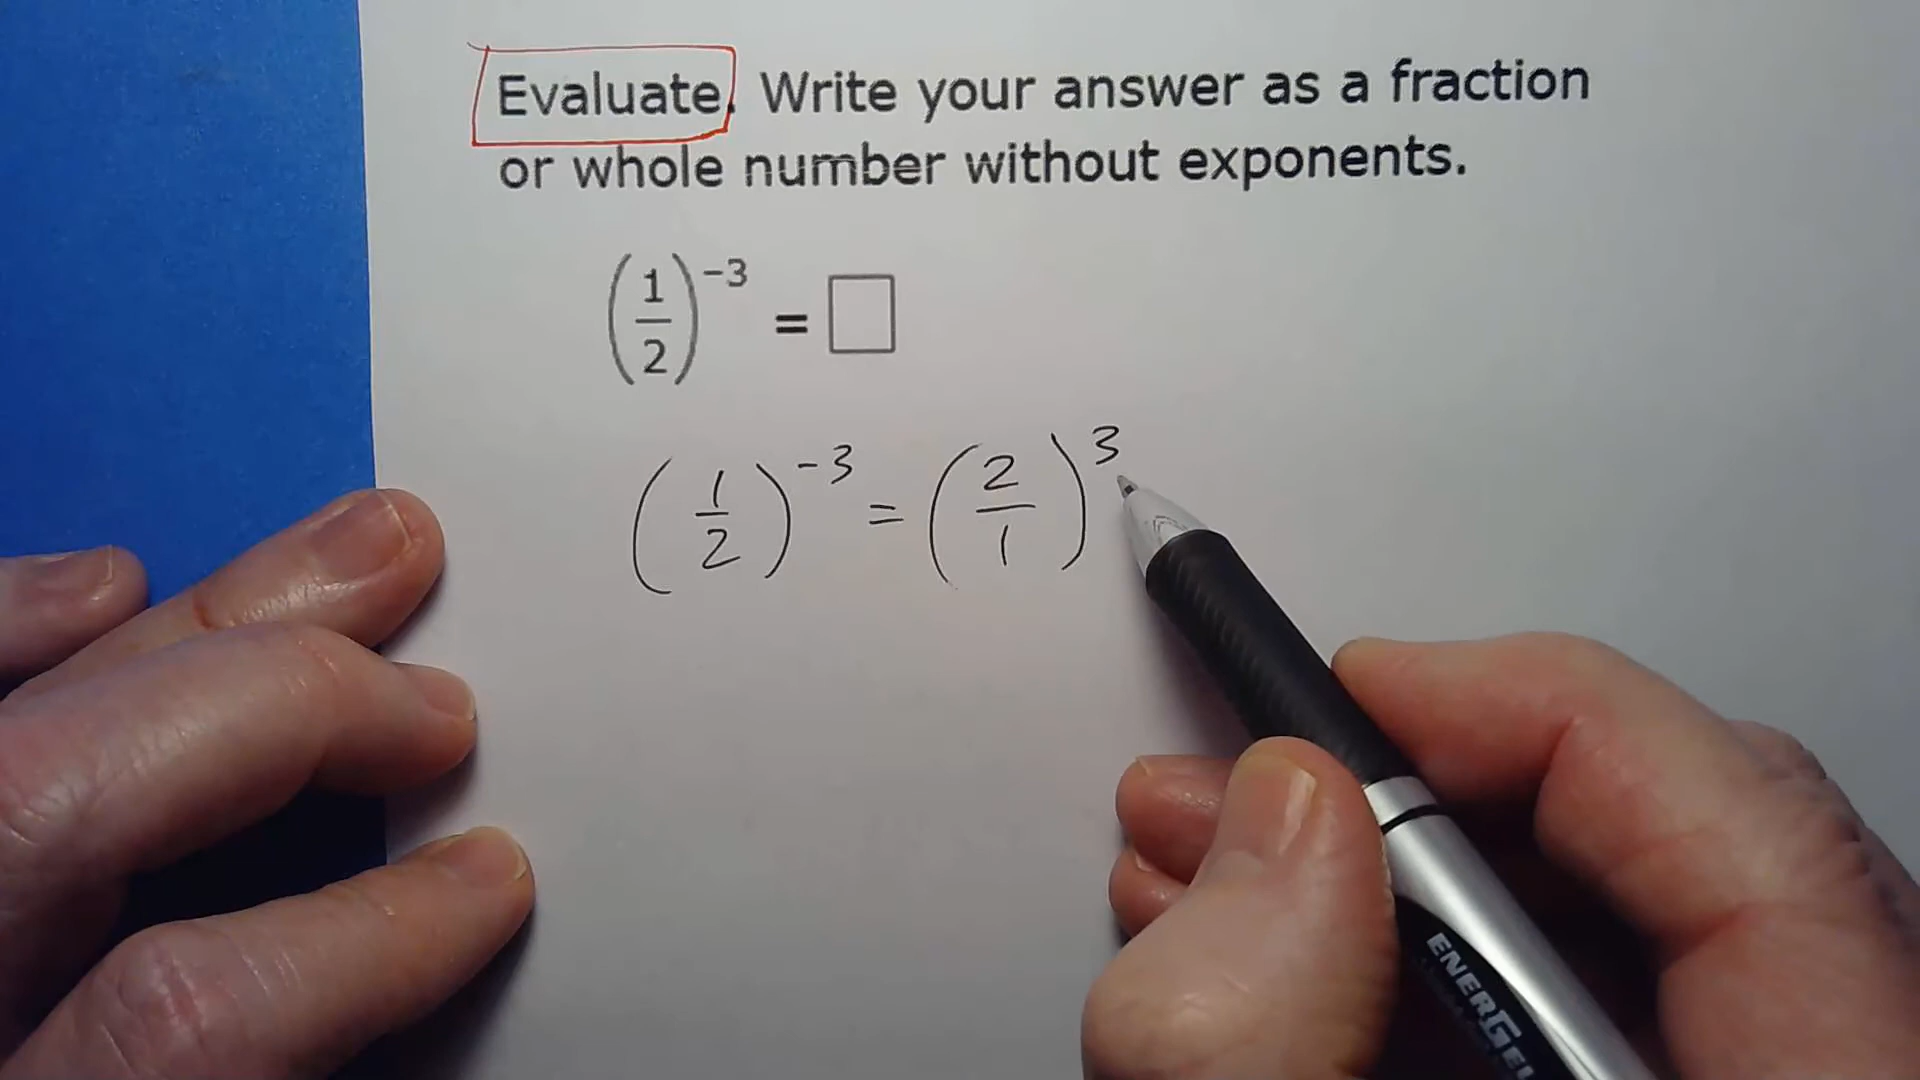 Evaluate. Write your answer as a fraction
or whole number without exponents.
(1/2)^-3 = □
(1/2)^-3 = (2/1)^3
ENERGEL